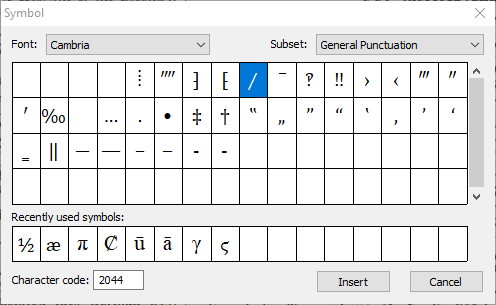 Symbol
Font: Cambria Subset: General Punctuation
⁞ ⁗ ⁆ ⁅ ⁄ ‾ ‽ ‼ › ‹ ‴ ″
′ ‰ … . • ‡ † ‟ „ ” “ ‛ ‚ ’ ‘
‗ ‖ ― — – ‒ ‑ ‐
Recently used symbols:
½ æ π ₡ ū ā γ ς
Character code: 2044 Insert Cancel